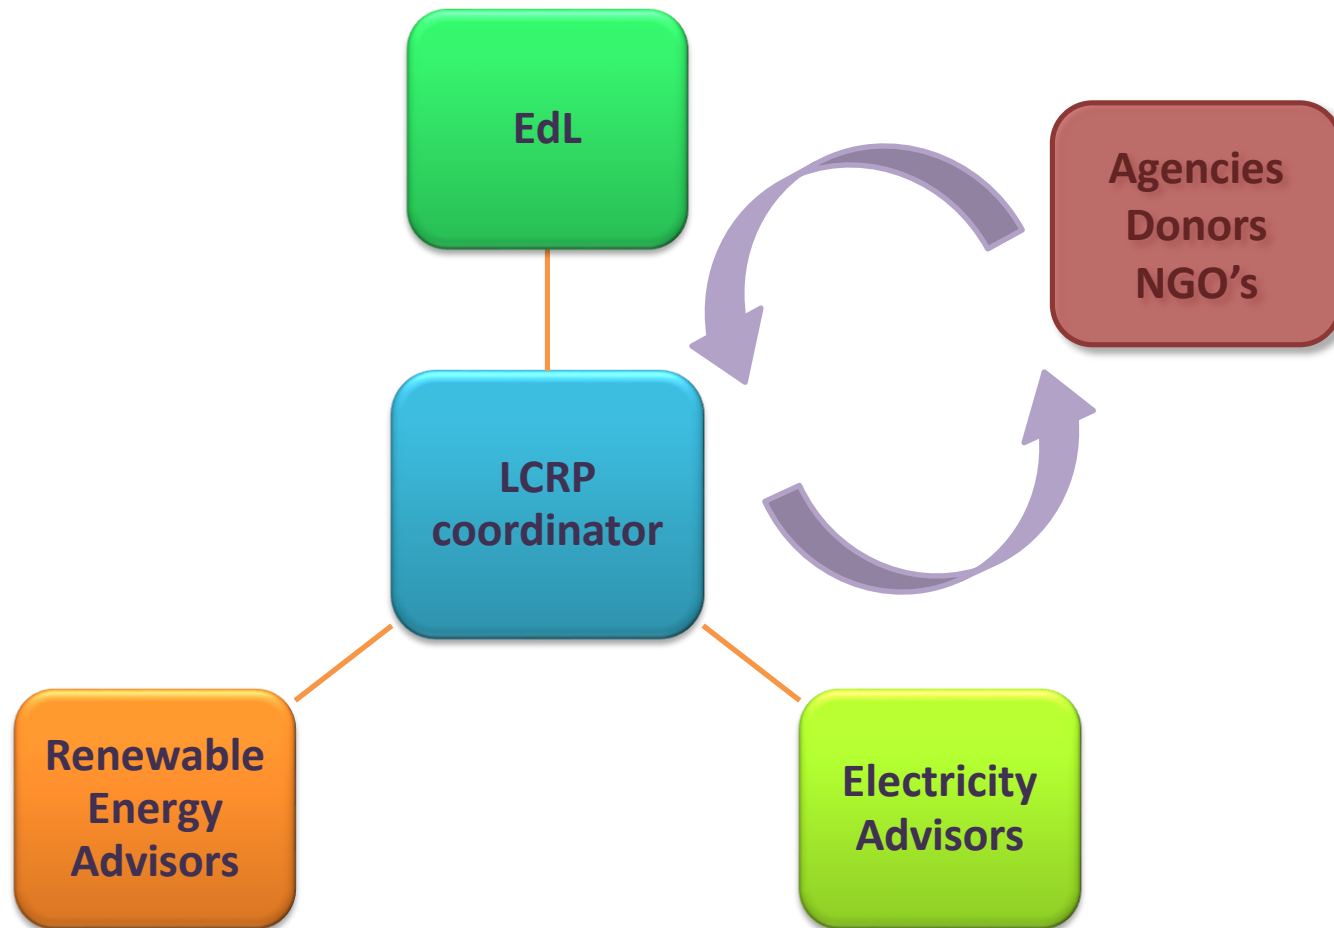 EdL
Agencies
Donors
NGO’s
LCRP
coordinator
Renewable
Energy
Advisors
Electricity
Advisors